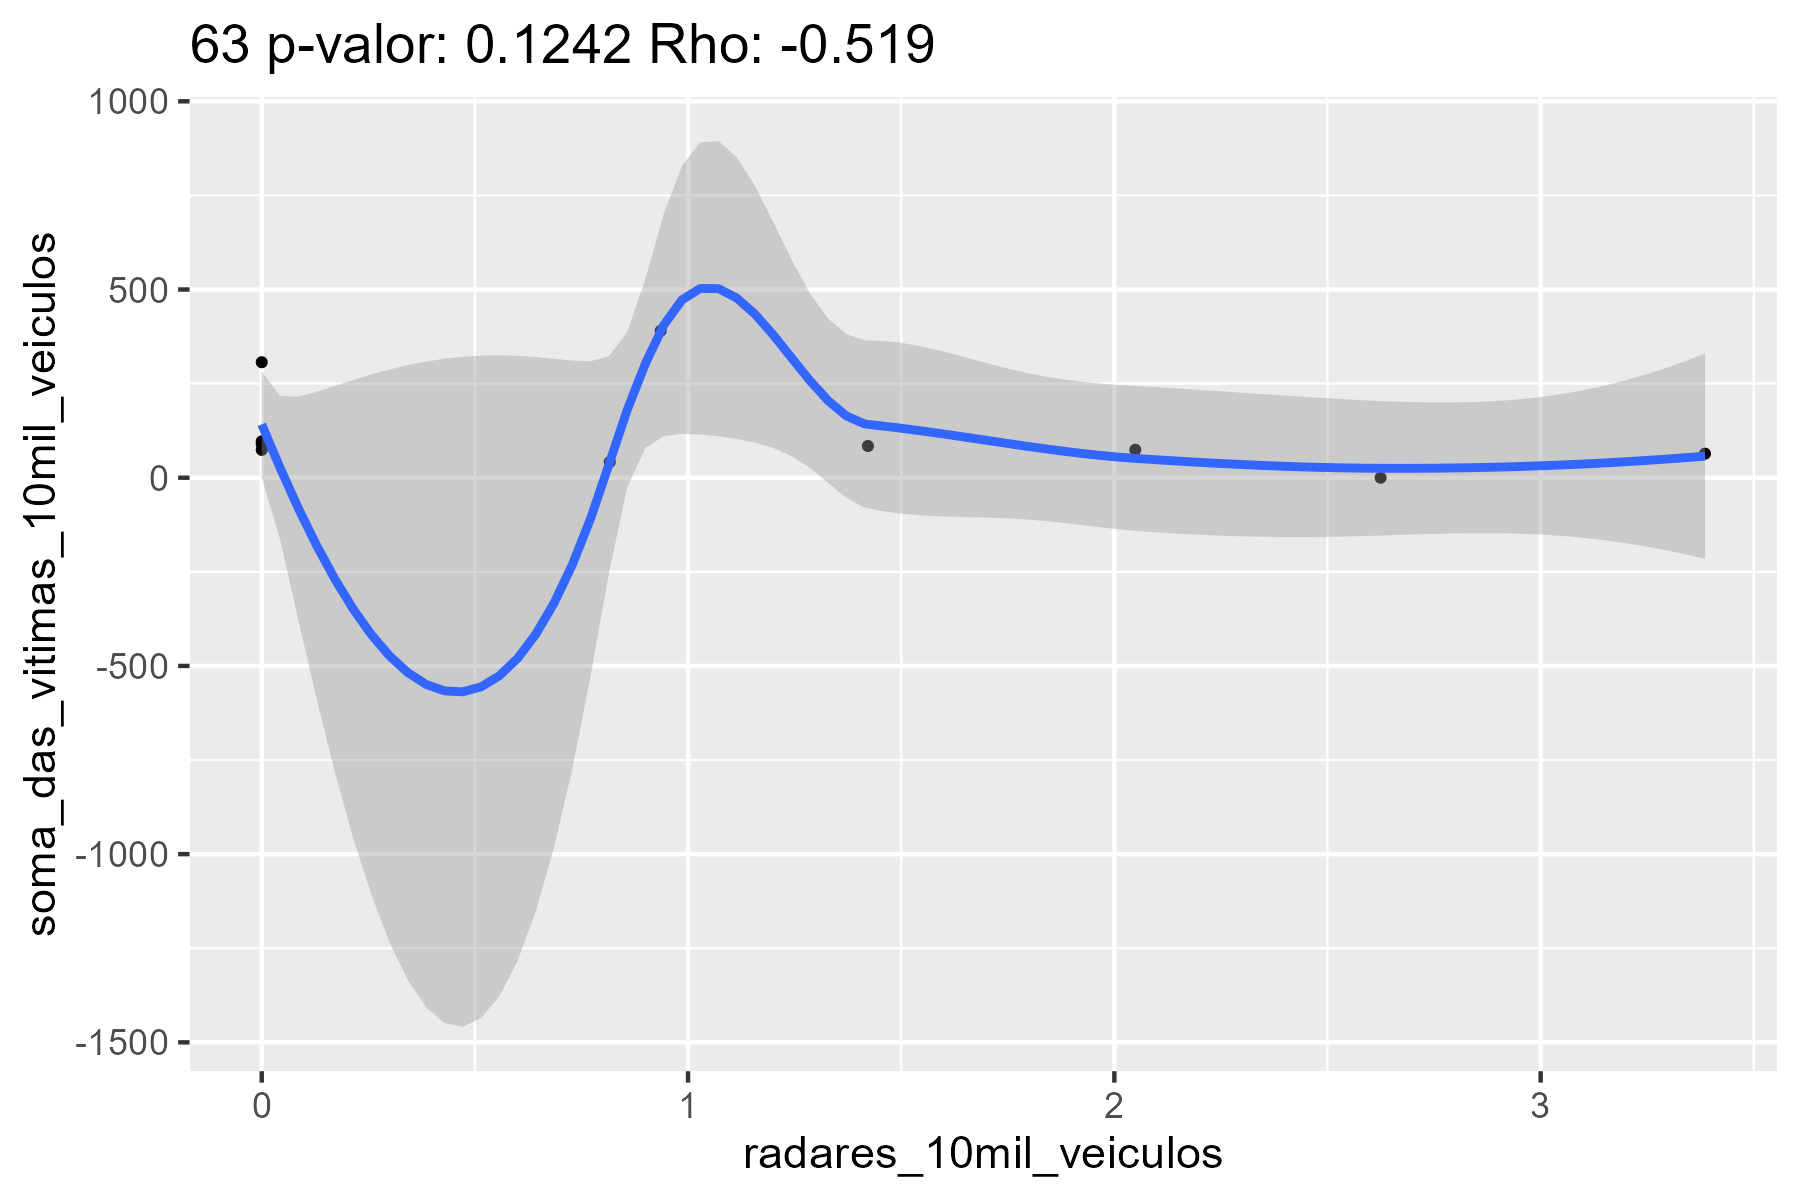 63 p-valor: 0.1242 Rho: -0.519
soma_das_vitimas_10mil_veiculos
1000
500
0
-500
-1000
-1500
0 1 2 3
radares_10mil_veiculos